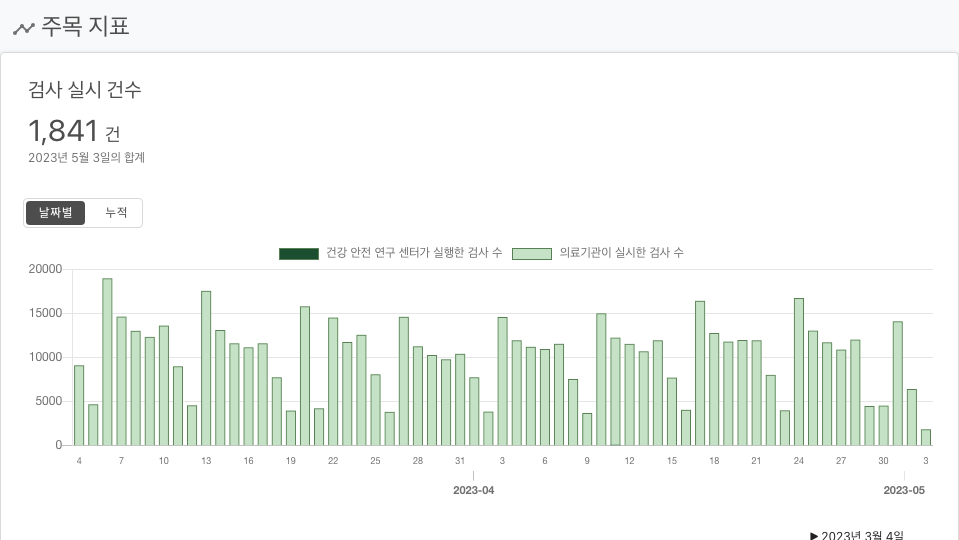 주목 지표
검사 실시 건수
1,841 건
2023년 5월 3일의 합계
날짜별 누적
건강 안전 연구 센터가 실행한 검사 수 의료기관이 실시한 검사 수
20000
15000
10000
5000
0
4 7 10 13 16 19 22 25 28 31 3 6 9 12 15 18 21 24 27 30 3
2023-04 2023-05
▶ 2023년 3월 4일